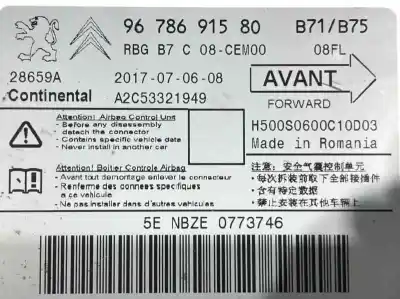 96 786 915 80 B71/B75
RBG B7 C 08-CEM00 08FL
28659A 2017-07-06-08 AVANT
Continental A2C53321949 FORWARD
Attention! Airbag Control Unit
- Before any disassembly
detach the connector
- Contains specific vehicle data
- Never install in another car
H500S0600C10D03
Made in Romania
Attention! Boitier Controle Airbag
- Avant tout demontage enlever le connecteur
- Renferme des donnees specifiques
a ce vehicule
- Ne pas installer dans d'autres vehicules
注意: 安全气囊控制单元
•每次拆装前取下全部接插件
•含有特定数据
•禁止安装在其他车辆上
5E NBZE 0773746